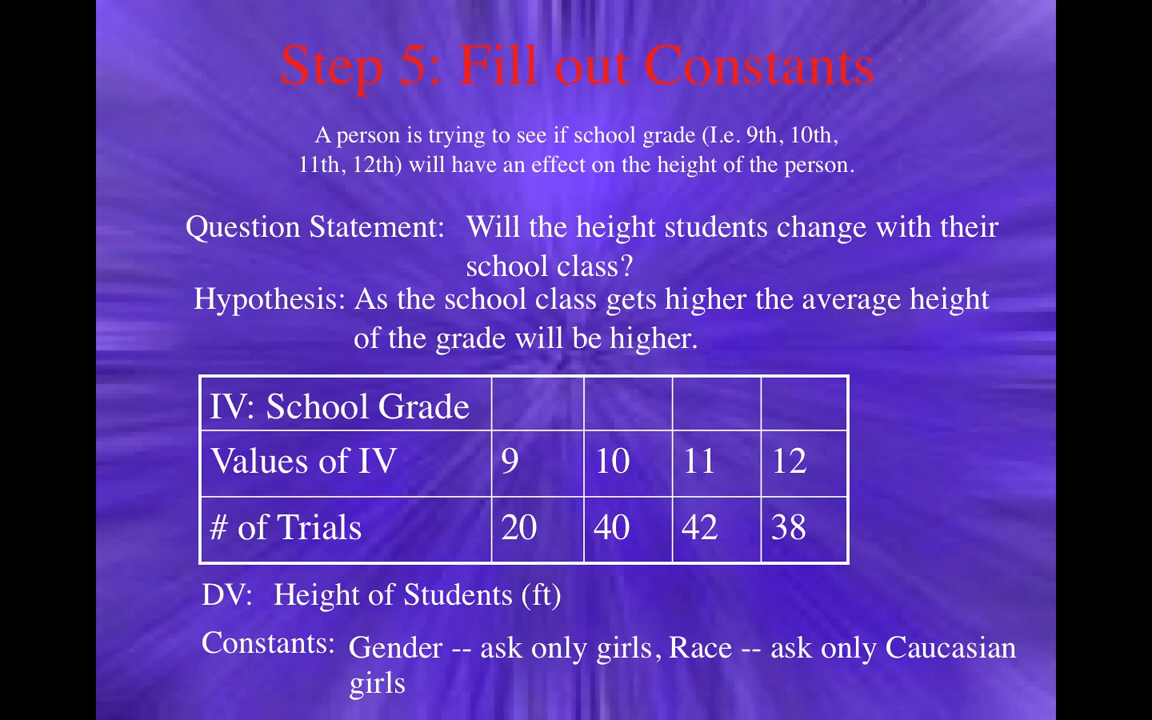 Step 5: Fill out Constants
A person is trying to see if school grade (I.e. 9th, 10th,
11th, 12th) will have an effect on the height of the person.
Question Statement: Will the height students change with their
school class?
Hypothesis: As the school class gets higher the average height
of the grade will be higher.
IV: School Grade
Values of IV 9 10 11 12
# of Trials 20 40 42 38
DV: Height of Students (ft)
Constants: Gender -- ask only girls, Race -- ask only Caucasian
girls